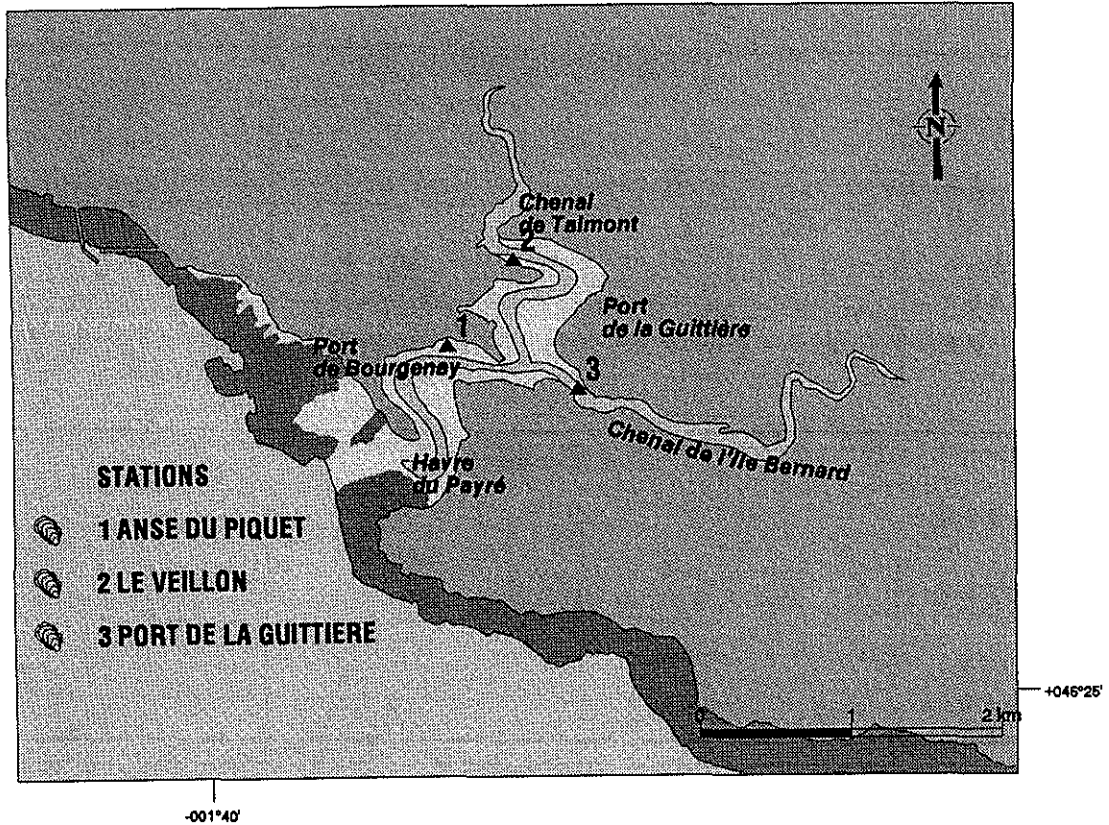 N
Chenal
de Talmont
2
Port
de la Guittière
1
Port
de Bourgenay
3
Chenal de l'Ile Bernard
Havre
du Payré
STATIONS
1 ANSE DU PIQUET
2 LE VEILLON
3 PORT DE LA GUITTIERE
+046°25'
0 1 2 km
-001°40'